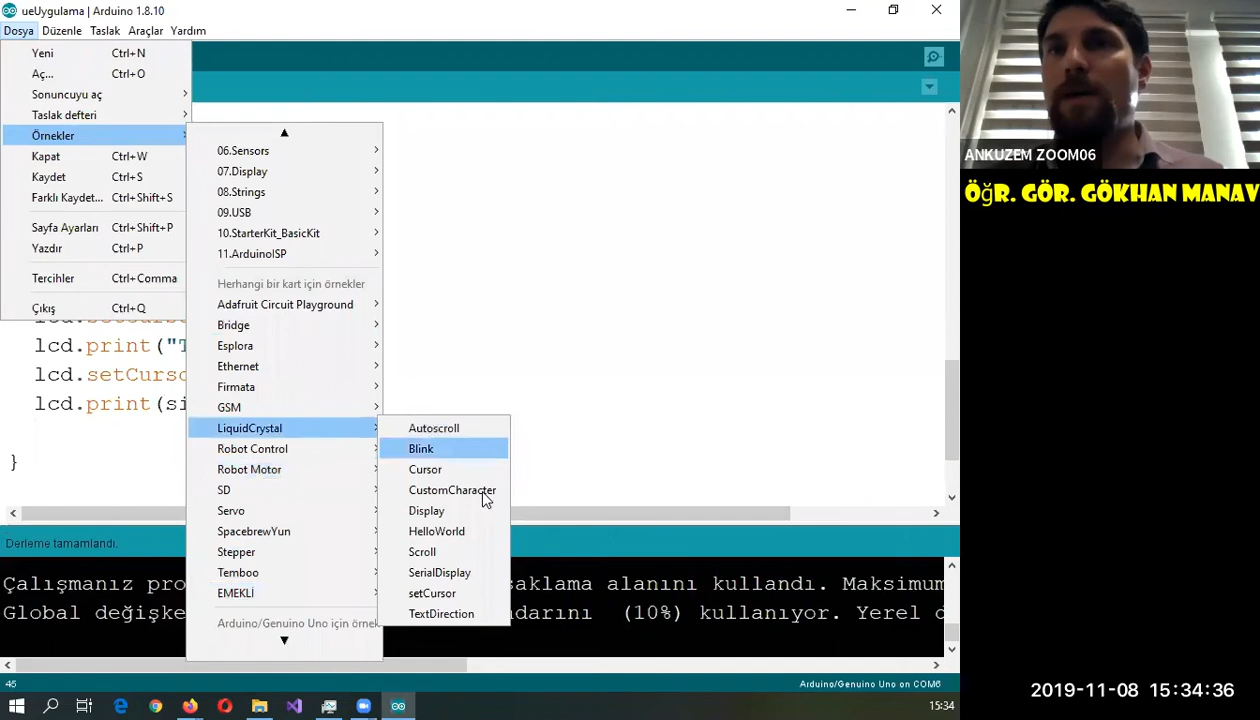 ueUygulama | Arduino 1.8.10
Dosya Düzenle Taslak Araçlar Yardım
Yeni Ctrl+N
Aç... Ctrl+O
Sonuncuyu aç
Taslak defteri
Örnekler
Kapat Ctrl+W
Kaydet Ctrl+S
Farklı Kaydet... Ctrl+Shift+S
Sayfa Ayarları Ctrl+Shift+P
Yazdır Ctrl+P
Tercihler Ctrl+Comma
Çıkış Ctrl+Q
06.Sensors
07.Display
08.Strings
09.USB
10.StarterKit_BasicKit
11.ArduinoISP
Herhangi bir kart için örnekler
Adafruit Circuit Playground
Bridge
Esplora
Ethernet
Firmata
GSM
LiquidCrystal
Robot Control
Robot Motor
SD
Servo
SpacebrewYun
Stepper
Temboo
EMEKLİ
Arduino/Genuino Uno için örnek
Autoscroll
Blink
Cursor
CustomCharacter
Display
HelloWorld
Scroll
SerialDisplay
setCursor
TextDirection
lcd.print("T
lcd.setCurso
lcd.print(si
}
Derleme tamamlandı.
Çalışmanız pro saklama alanını kullandı. Maksimum
Global değişke darını (10%) kullanıyor. Yerel d
45 Arduino/Genuino Uno on COM6
15:34
ANKUZEM ZOOM06
ÖĞR. GÖR. GÖKHAN MANAV
2019-11-08 15:34:36